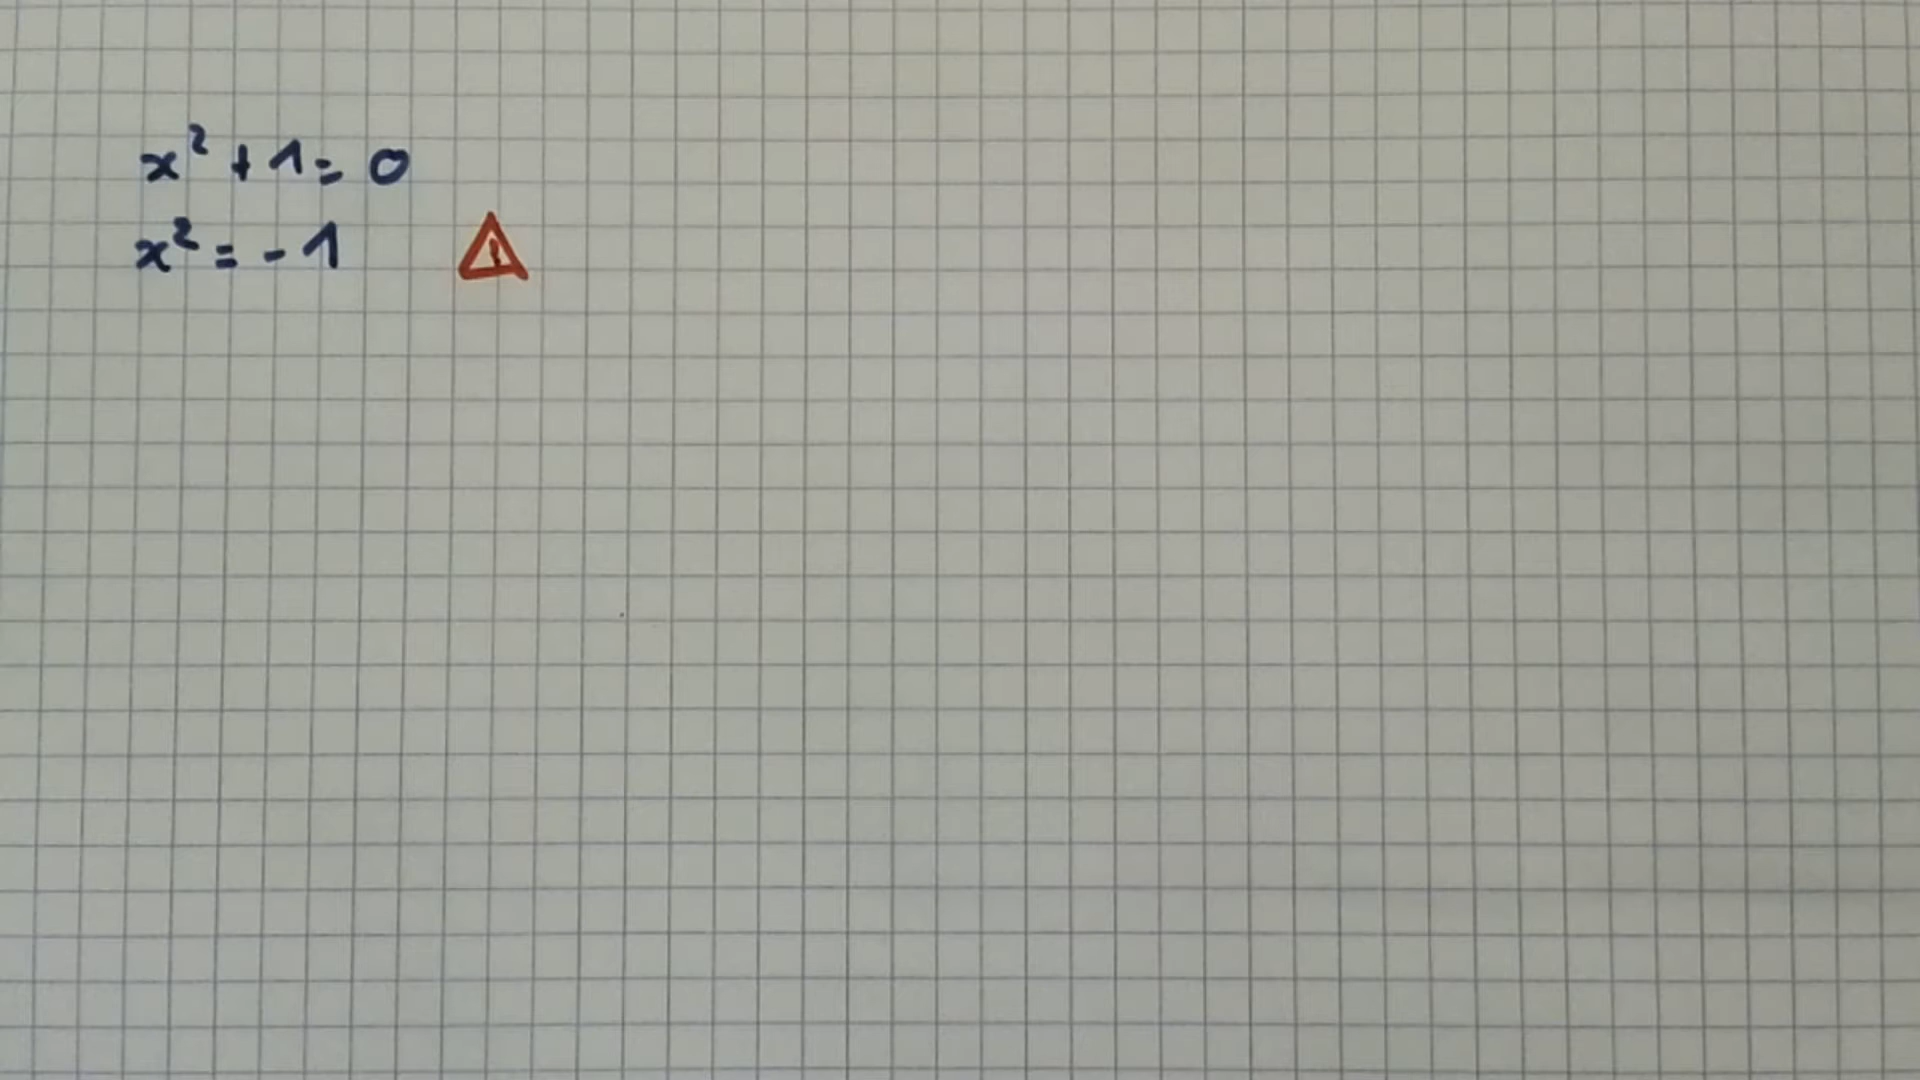 x² + 1 = 0
x² = - 1 ⚠